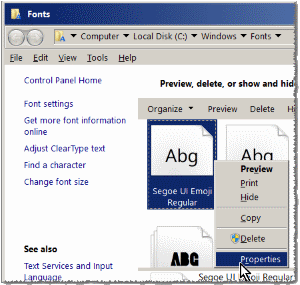 Fonts
Computer Local Disk (C:) Windows Fonts
File Edit View Tools Help
Control Panel Home
Font settings
Get more font information
online
Adjust ClearType text
Find a character
Change font size
See also
Text Services and Input
Language
Preview, delete, or show and hid
Organize Preview Delete Hi
Abg
Abg
Segoe UI Emoji
Regular
Preview
Print
Hide
Copy
Delete
Properties
ABG
Segoe UI Emoji
Regular